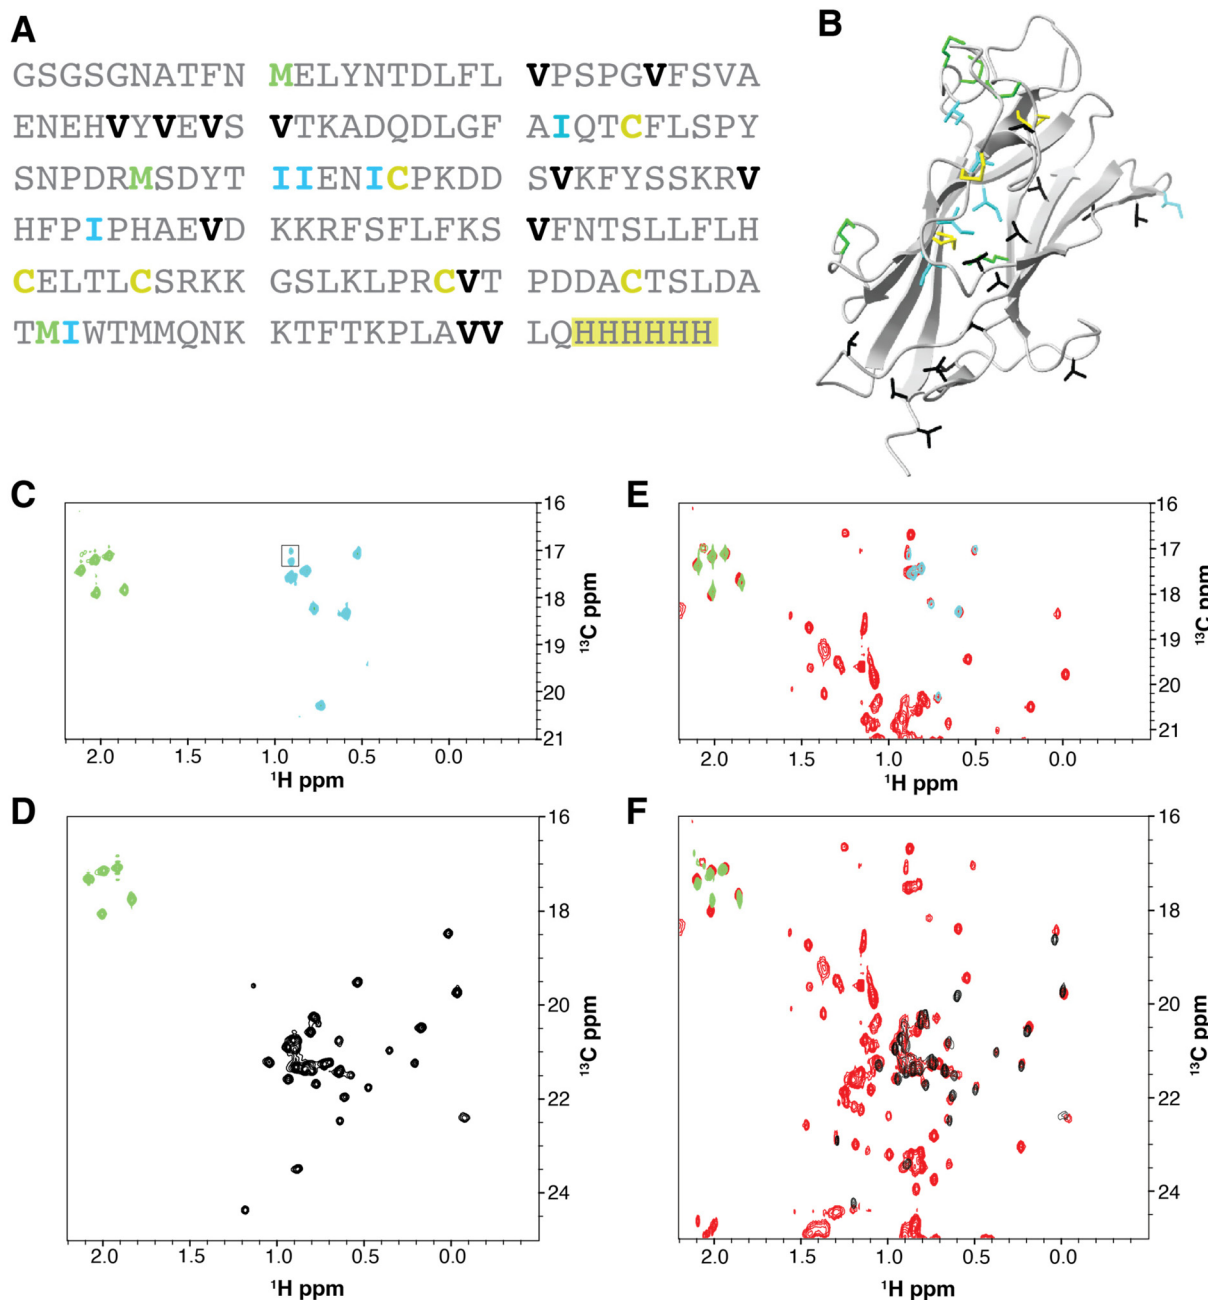 A
GSGSGNATFN MELYNTDLFL VPSPGVFSVA
ENEHVYVEVS VTKADQDLGF AIQTCFLSPY
SNPDRMSDYT IIENICPKDD SVKFYSSKRV
HFPIPHAEVD KKRFSFLFKS VFNTSLLFLH
CELTLCSRKK GSLKLPRCVT PDDACTSLDA
TMIWTMMQNK KTFTKPLAVV LQHHHHHH
B
C
16
17
18
19
20
21
13C ppm
2.0 1.5 1.0 0.5 0.0
1H ppm
E
16
17
18
19
20
21
13C ppm
2.0 1.5 1.0 0.5 0.0
1H ppm
D
16
18
20
22
24
13C ppm
2.0 1.5 1.0 0.5 0.0
1H ppm
F
16
18
20
22
24
13C ppm
2.0 1.5 1.0 0.5 0.0
1H ppm